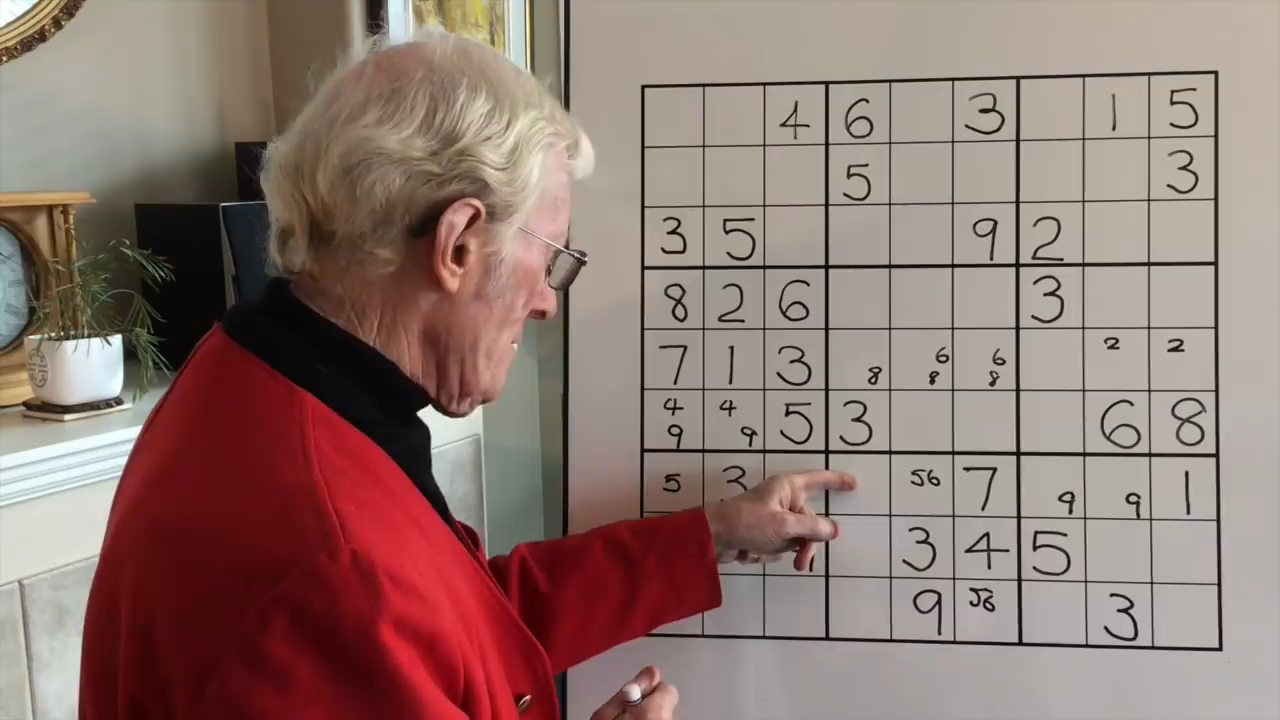 4 6 3 1 5
5 3
3 5 9 2
8 2 6 3
7 1 3 8 6 8 6 8 2 2
4 9 4 9 5 3 6 8
5 3 56 7 9 9 1
3 4 5
9 56 3